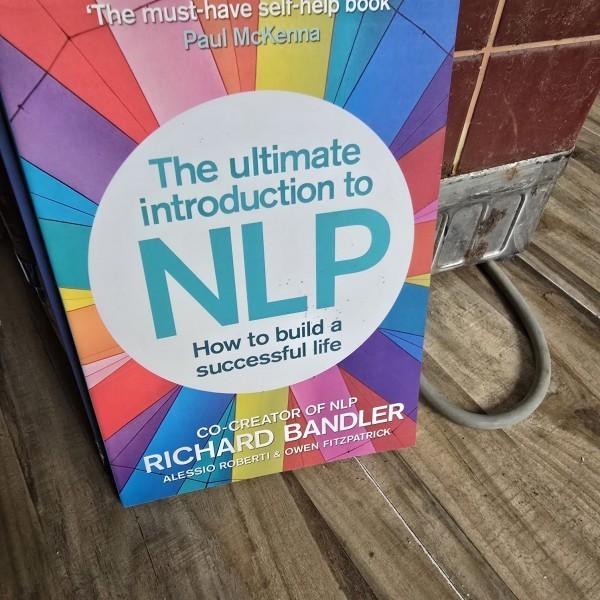 'The must-have self-help book'
Paul McKenna
The ultimate
introduction to
NLP
How to build a
successful life
CO-CREATOR OF NLP
RICHARD BANDLER
ALESSIO ROBERTI & OWEN FITZPATRICK